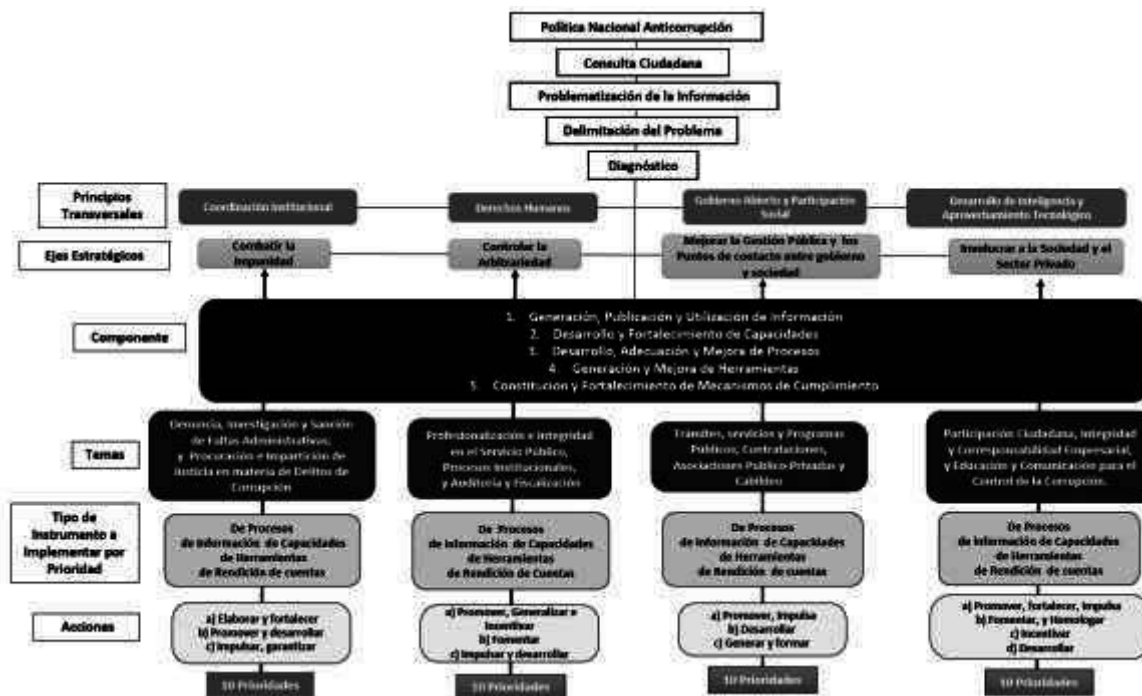 Política Nacional Anticorrupción
Consulta Ciudadana
Problematización de la Información
Delimitación del Problema
Diagnóstico
Principios
Transversales
Coordinación Institucional
Derechos Humanos
Gobierno Abierto y Participación
Social
Desarrollo de Inteligencia y
Aprovechamiento Tecnológico
Ejes Estratégicos
Combatir la
Impunidad
Controlar la
Arbitrariedad
Mejorar la Gestión Pública y los
Puntos de contacto entre gobierno
y sociedad
Involucrar a la Sociedad y el
Sector Privado
Componente
1. Generación, Publicación y Utilización de Información
2. Desarrollo y Fortalecimiento de Capacidades
3. Desarrollo, Adecuación y Mejora de Procesos
4. Generación y Mejora de Herramientas
5. Constitución y Fortalecimiento de Mecanismos de Cumplimiento
Temas
Denuncia, Investigación y Sanción
de Faltas Administrativas;
y Procuración e Impartición de
Justicia en materia de Delitos de
Corrupción
Profesionalización e Integridad
en el Servicio Público,
Procesos Institucionales,
y Auditoría y Fiscalización
Trámites, servicios y Programas
Públicos, Contrataciones,
Asociaciones Público-Privadas y
Cabildeo
Participación Ciudadana, Integridad
y Corresponsabilidad Empresarial,
y Educación y Comunicación para el
Control de la Corrupción.
Tipo de
Instrumento a
Implementar por
Prioridad
De Procesos
de Información de Capacidades
de Herramientas
de Rendición de cuentas
De Procesos
de Información de Capacidades
de Herramientas
de Rendición de Cuentas
De Procesos
de Información de Capacidades
de Herramientas
de Rendición de cuentas
De Procesos
de Información de Capacidades
de Herramientas
de Rendición de cuentas
Acciones
a) Elaborar y fortalecer
b) Promover y desarrollar
c) Impulsar, garantizar
a) Promover, Generalizar e
Incentivar
b) Fomentar
c) Impulsar y desarrollar
a) Promover, Impulsa
b) Desarrollar
c) Generar y formar
a) Promover, fortalecer, Impulsa
b) Fomentar, y Homologar
c) Incentivar
d) Desarrollar
10 Prioridades
10 Prioridades
10 Prioridades
10 Prioridades